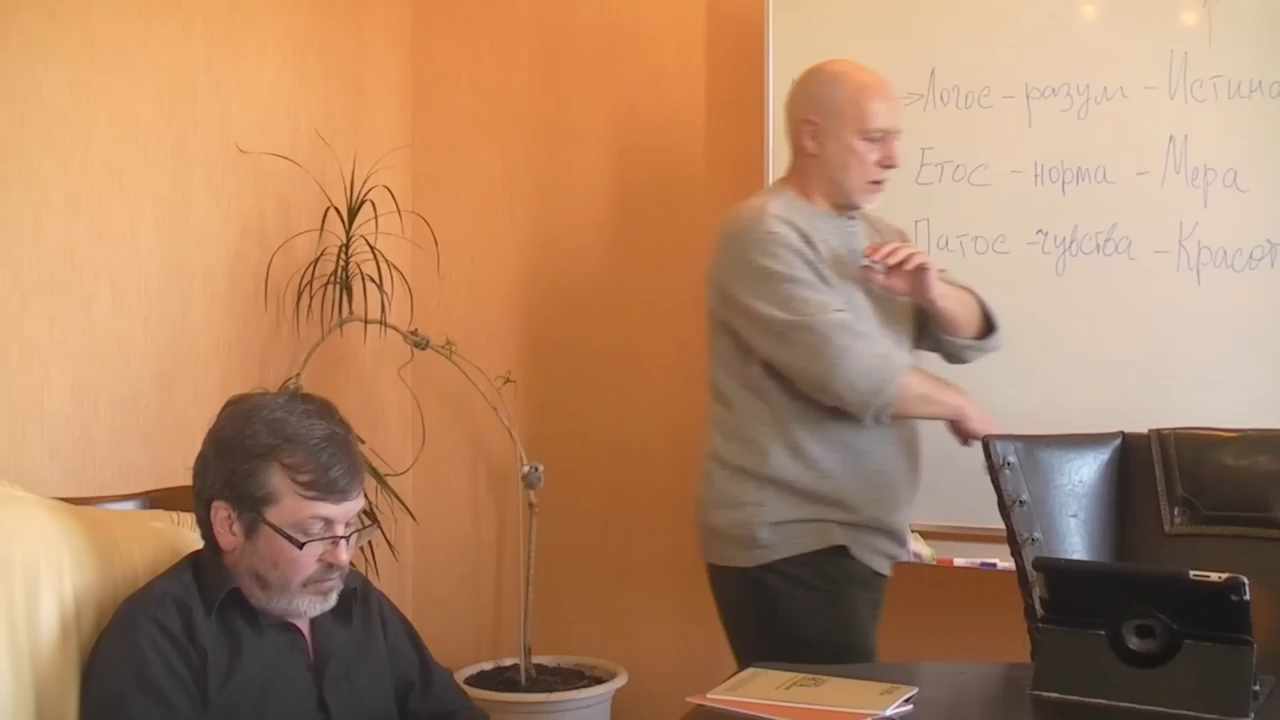 →Логос – разум – Истина
Етос – норма – Мера
Патос – чувства – Красот